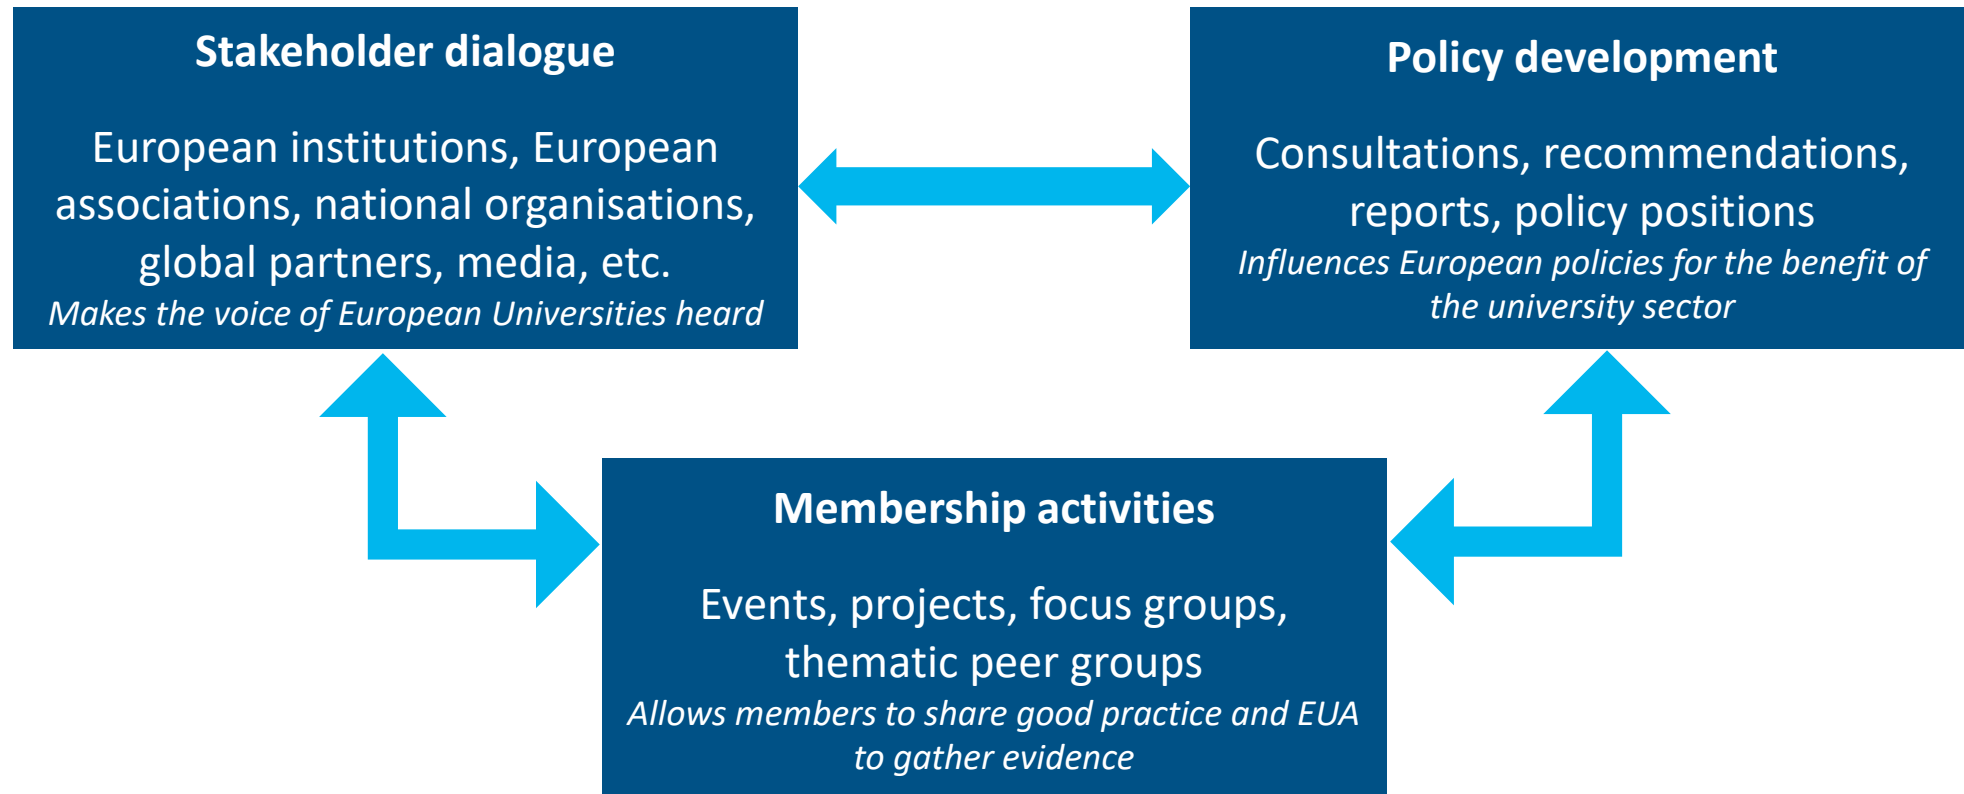 Stakeholder dialogue
European institutions, European
associations, national organisations,
global partners, media, etc.
Makes the voice of European Universities heard
Policy development
Consultations, recommendations,
reports, policy positions
Influences European policies for the benefit of
the university sector
Membership activities
Events, projects, focus groups,
thematic peer groups
Allows members to share good practice and EUA
to gather evidence